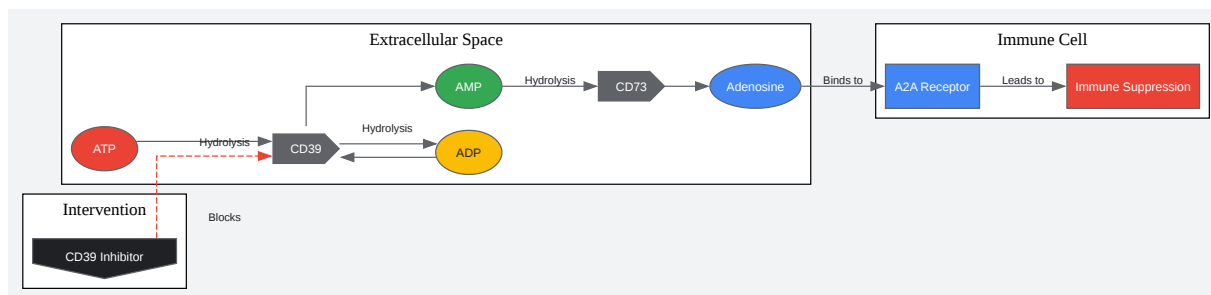 Extracellular Space
Immune Cell
AMP
Hydrolysis
CD73
Adenosine
Binds to
A2A Receptor
Leads to
Immune Suppression
ATP
Hydrolysis
CD39
Hydrolysis
ADP
Intervention
Blocks
CD39 Inhibitor